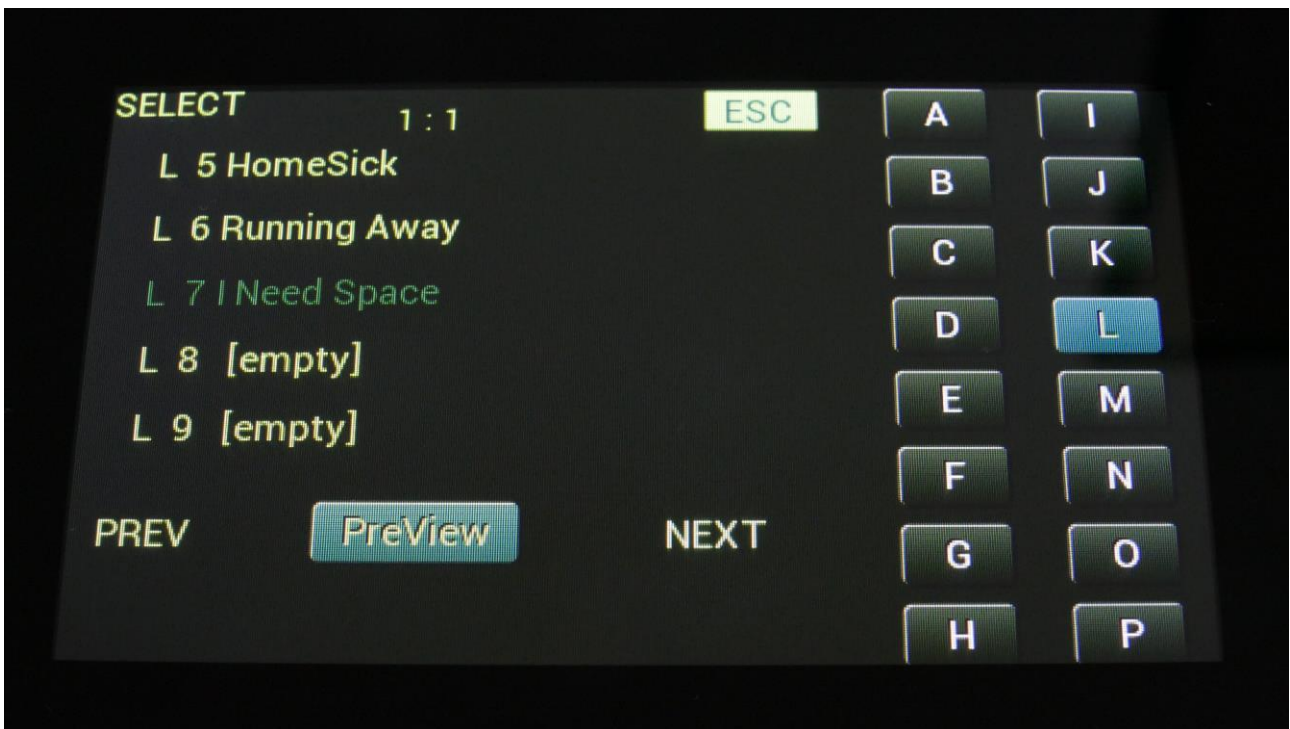 SELECT 1 : 1 ESC
L 5 HomeSick
L 6 Running Away
L 7 I Need Space
L 8 [empty]
L 9 [empty]
PREV PreView NEXT
A I
B J
C K
D L
E M
F N
G O
H P